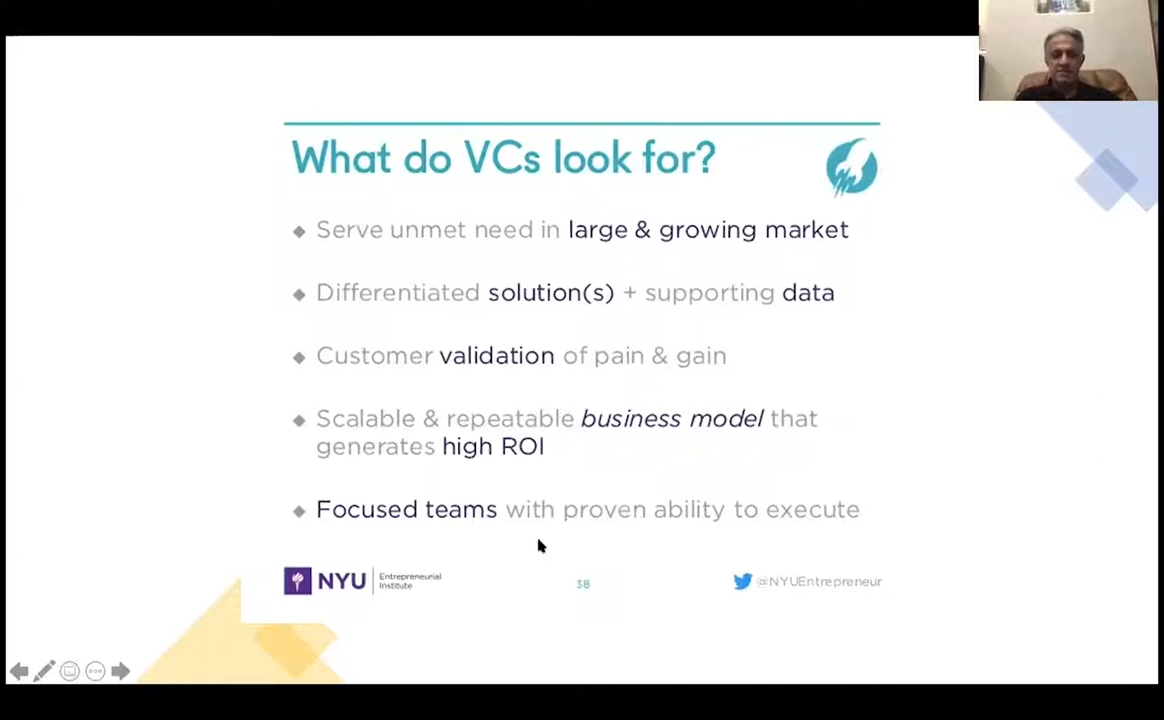 What do VCs look for?
Serve unmet need in large & growing market
Differentiated solution(s) + supporting data
Customer validation of pain & gain
Scalable & repeatable business model that
generates high ROI
Focused teams with proven ability to execute
NYU Entrepreneurial
Institute
38
@NYUEntrepreneur